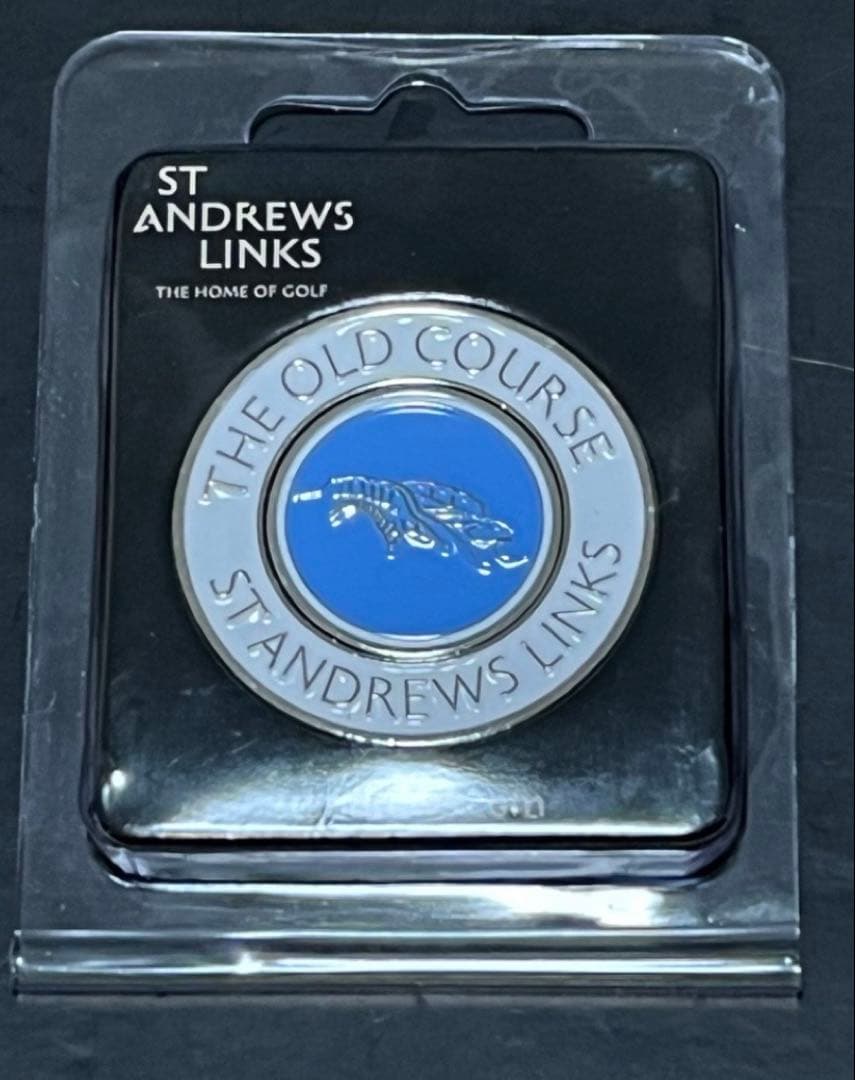 ST
ANDREWS
LINKS
THE HOME OF GOLF
THE OLD COURSE
ST ANDREWS LINKS